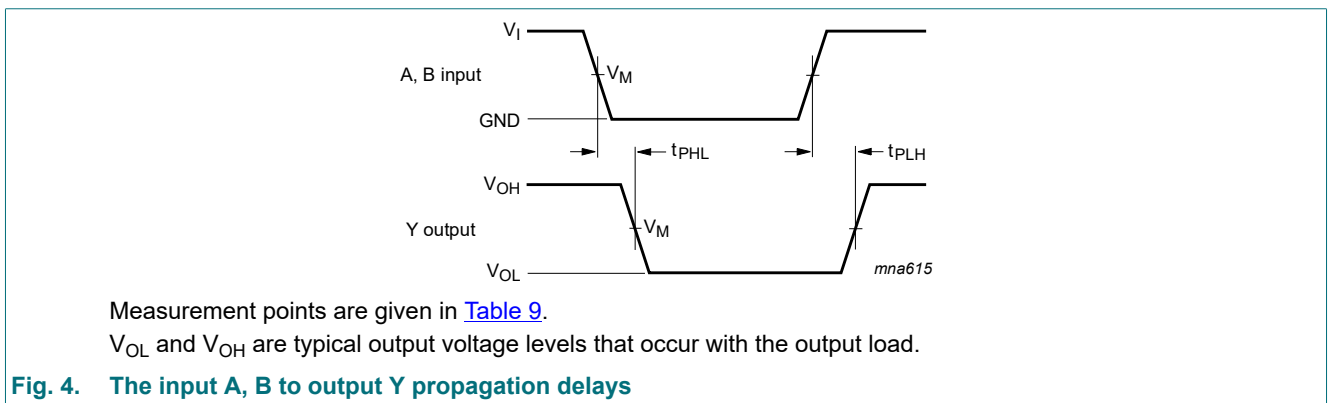 V_I
A, B input
V_M
GND
t_PHL
t_PLH
V_OH
Y output
V_M
V_OL
mna615
Measurement points are given in Table 9.
V_OL and V_OH are typical output voltage levels that occur with the output load.
Fig. 4. The input A, B to output Y propagation delays